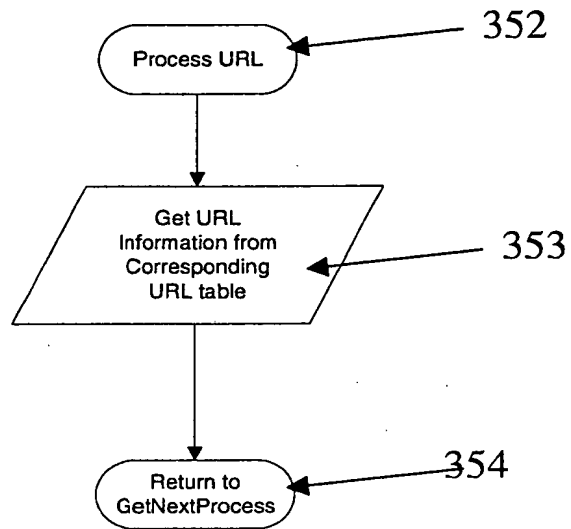 352
Process URL
Get URL
Information from
Corresponding
URL table
353
354
Return to
GetNextProcess